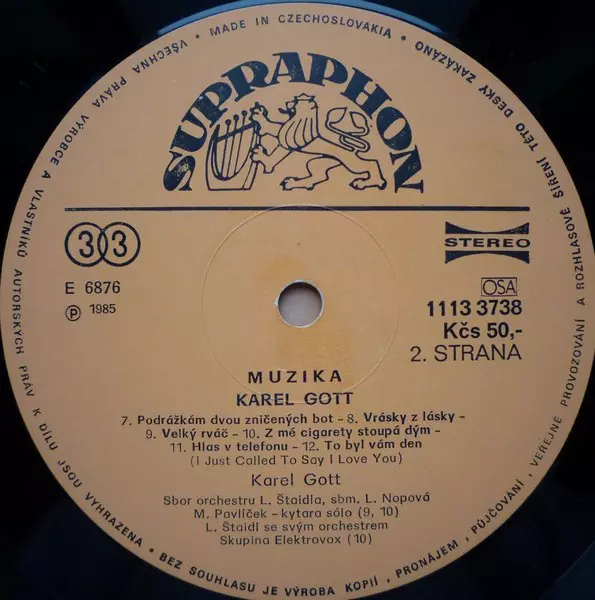 • MADE IN CZECHOSLOVAKIA •
VŠECHNA PRÁVA VÝROBCE A VLASTNÍKŮ AUTORSKÝCH PRÁV K DÍLU JSOU VYHRAZENA • BEZ SOUHLASU JE VÝROBA KOPIÍ, PRONÁJEM, PŮJČOVÁNÍ, VEŘEJNÉ PROVOZOVÁNÍ A ROZHLASOVÉ ŠÍŘENÍ TÉTO DESKY ZAKÁZÁNO
SUPRAPHON
33
STEREO
E 6876
Ⓟ 1985
OSA
1113 3738
Kčs 50,-
2. STRANA
MUZIKA
KAREL GOTT
7. Podrážkám dvou zničených bot – 8. Vrásky z lásky –
9. Velký rváč – 10. Z mé cigarety stoupá dým –
11. Hlas v telefonu – 12. To byl vám den
(I Just Called To Say I Love You)
Karel Gott
Sbor orchestru L. Štaidla, sbm. L. Nopová
M. Pavlíček – kytara sólo (9, 10)
L. Štaidl se svým orchestrem
Skupina Elektrovox (10)